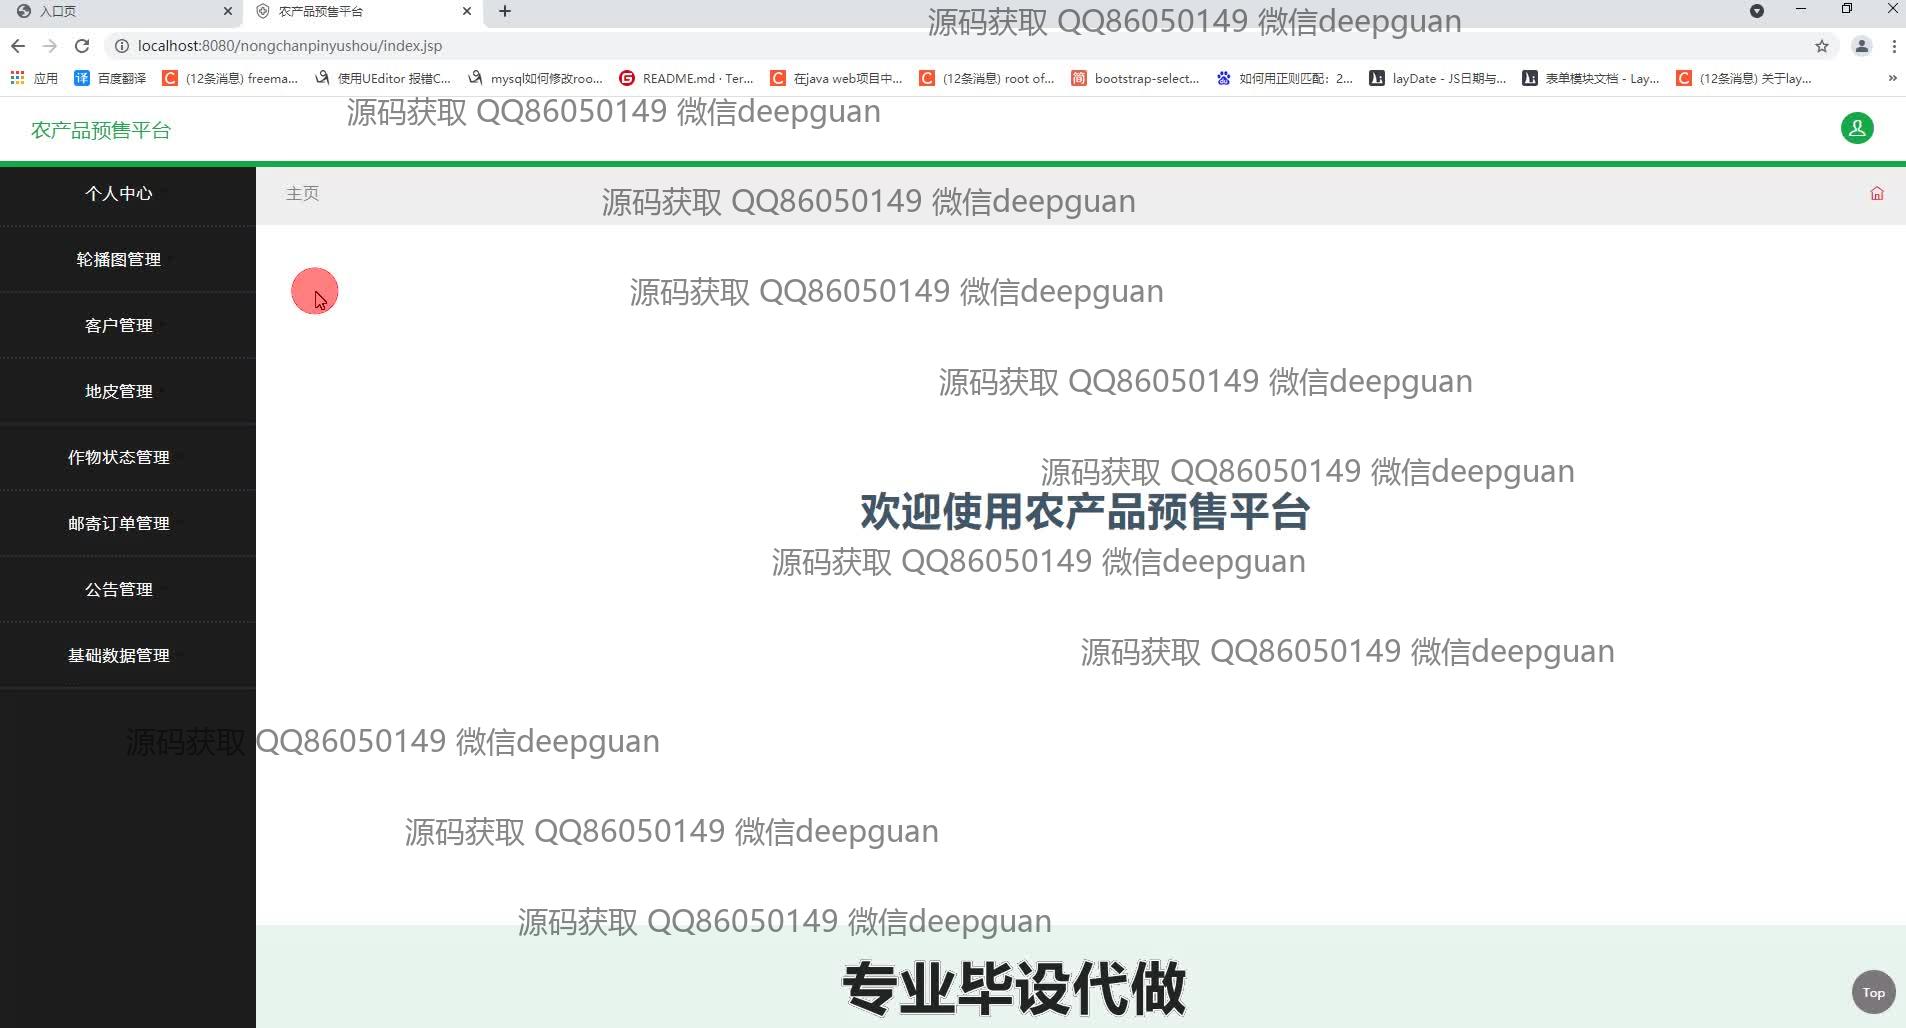 入口页
农产品预售平台
源码获取 QQ86050149 微信deepguan
localhost:8080/nongchanpinyushou/index.jsp
应用
译 百度翻译
C (12条消息) freema...
使用UEditor 报错C...
mysql如何修改roo...
G README.md · Ter...
C 在java web项目中...
C (12条消息) root of...
简 bootstrap-select...
如何用正则匹配：2...
layDate - JS日期与...
表单模块文档 - Lay...
C (12条消息) 关于lay...
»
源码获取 QQ86050149 微信deepguan
农产品预售平台
个人中心
主页
源码获取 QQ86050149 微信deepguan
轮播图管理
源码获取 QQ86050149 微信deepguan
客户管理
地皮管理
源码获取 QQ86050149 微信deepguan
作物状态管理
源码获取 QQ86050149 微信deepguan
欢迎使用农产品预售平台
邮寄订单管理
源码获取 QQ86050149 微信deepguan
公告管理
基础数据管理
源码获取 QQ86050149 微信deepguan
源码获取 QQ86050149 微信deepguan
源码获取 QQ86050149 微信deepguan
源码获取 QQ86050149 微信deepguan
专业毕设代做
Top